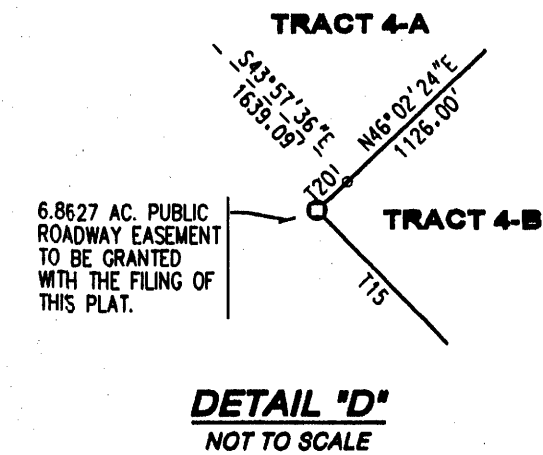 TRACT 4-A
S43°57'36"E
1639.09'
N46°02'24"E
1126.00'
T20
6.8627 AC. PUBLIC
ROADWAY EASEMENT
TO BE GRANTED
WITH THE FILING OF
THIS PLAT.
TRACT 4-B
T15
DETAIL "D"
NOT TO SCALE